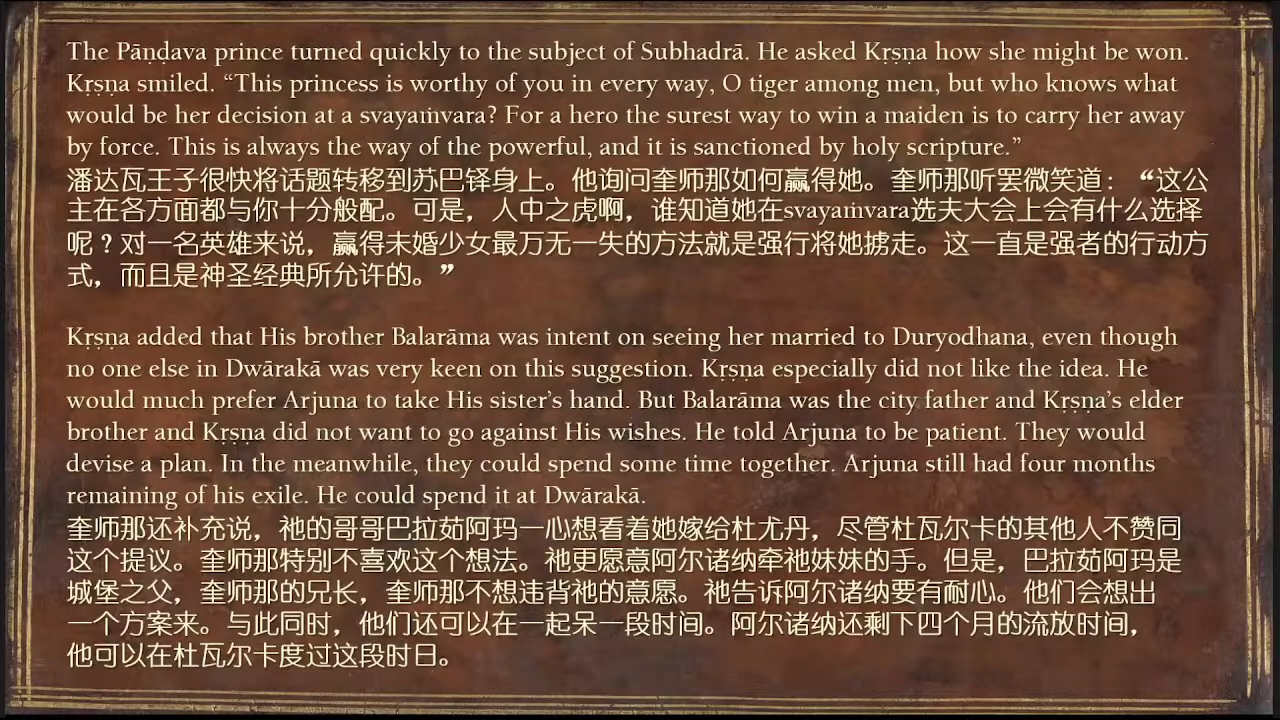 The Pāṇḍava prince turned quickly to the subject of Subhadrā. He asked Kṛṣṇa how she might be won.
Kṛṣṇa smiled. “This princess is worthy of you in every way, O tiger among men, but who knows what
would be her decision at a svayaṁvara? For a hero the surest way to win a maiden is to carry her away
by force. This is always the way of the powerful, and it is sanctioned by holy scripture.”
潘达瓦王子很快将话题转移到苏巴铎身上。他询问奎师那如何赢得她。奎师那听罢微笑道：“这公
主在各方面都与你十分般配。可是，人中之虎啊，谁知道她在svayaṁvara选夫大会上会有什么选择
呢？对一名英雄来说，赢得未婚少女最万无一失的方法就是强行将她掳走。这一直是强者的行动方
式，而且是神圣经典所允许的。”
Kṛṣṇa added that His brother Balarāma was intent on seeing her married to Duryodhana, even though
no one else in Dwārakā was very keen on this suggestion. Kṛṣṇa especially did not like the idea. He
would much prefer Arjuna to take His sister’s hand. But Balarāma was the city father and Kṛṣṇa’s elder
brother and Kṛṣṇa did not want to go against His wishes. He told Arjuna to be patient. They would
devise a plan. In the meanwhile, they could spend some time together. Arjuna still had four months
remaining of his exile. He could spend it at Dwārakā.
奎师那还补充说，祂的哥哥巴拉茹阿玛一心想看着她嫁给杜尤丹，尽管杜瓦尔卡的其他人不赞同
这个提议。奎师那特别不喜欢这个想法。祂更愿意阿尔诸纳牵祂妹妹的手。但是，巴拉茹阿玛是
城堡之父，奎师那的兄长，奎师那不想违背祂的意愿。祂告诉阿尔诸纳要有耐心。他们会想出
一个方案来。与此同时，他们还可以在一起呆一段时间。阿尔诸纳还剩下四个月的流放时间，
他可以在杜瓦尔卡度过这段时日。